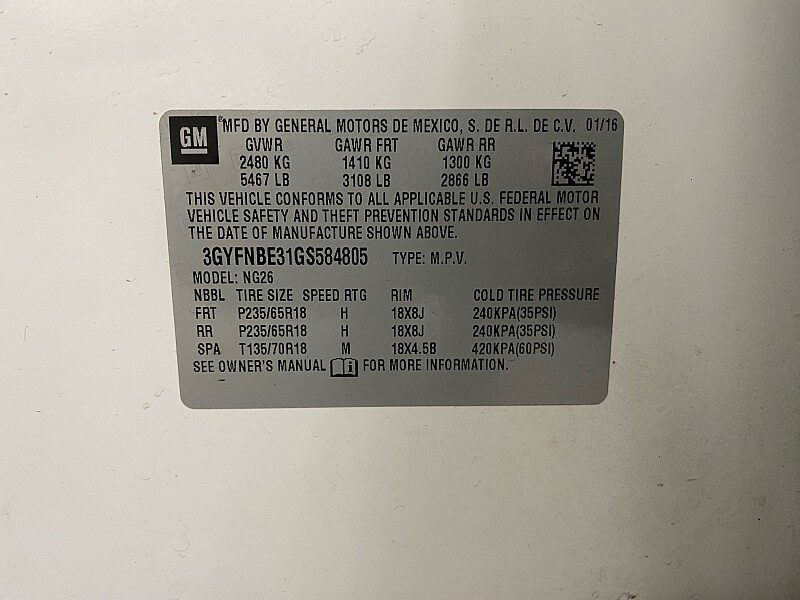 GM ®MFD BY GENERAL MOTORS DE MEXICO, S. DE R.L. DE C.V. 01/16
GVWR GAWR FRT GAWR RR
2480 KG 1410 KG 1300 KG
5467 LB 3108 LB 2866 LB
THIS VEHICLE CONFORMS TO ALL APPLICABLE U.S. FEDERAL MOTOR
VEHICLE SAFETY AND THEFT PREVENTION STANDARDS IN EFFECT ON
THE DATE OF MANUFACTURE SHOWN ABOVE.
3GYFNBE31GS584805 TYPE: M.P.V.
MODEL: NG26
NBBL TIRE SIZE SPEED RTG RIM COLD TIRE PRESSURE
FRT P235/65R18 H 18X8J 240KPA(35PSI)
RR P235/65R18 H 18X8J 240KPA(35PSI)
SPA T135/70R18 M 18X4.5B 420KPA(60PSI)
SEE OWNER'S MANUAL i FOR MORE INFORMATION.